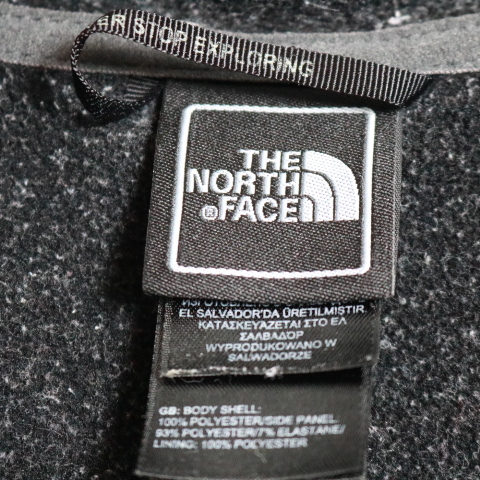 ER STOP EXPLORING
THE
NORTH
®FACE
EL SALVADOR'DA ÜRETILMIŞTIR.
ΚΑΤΑΣΚΕΥΑΖΕΤΑΙ ΣΤΟ ΕΛ
ΣΑΛΒΑΔΟΡ
WYPRODUKOWANO W
SALWADORZE
GB: BODY SHELL:
100% POLYESTER/SIDE PANEL:
93% POLYESTER/7% ELASTANE/
LINING: 100% POLYESTER